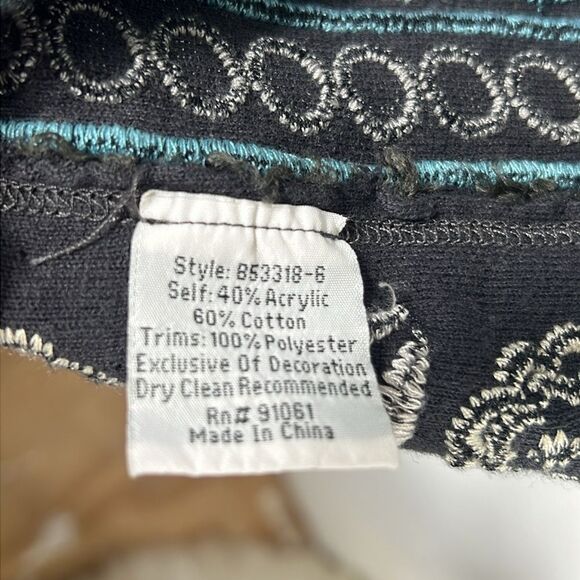 Style: B53318-6
Self: 40% Acrylic
60% Cotton
Trims: 100% Polyester
Exclusive Of Decoration
Dry Clean Recommended
Rn# 91061
Made In China